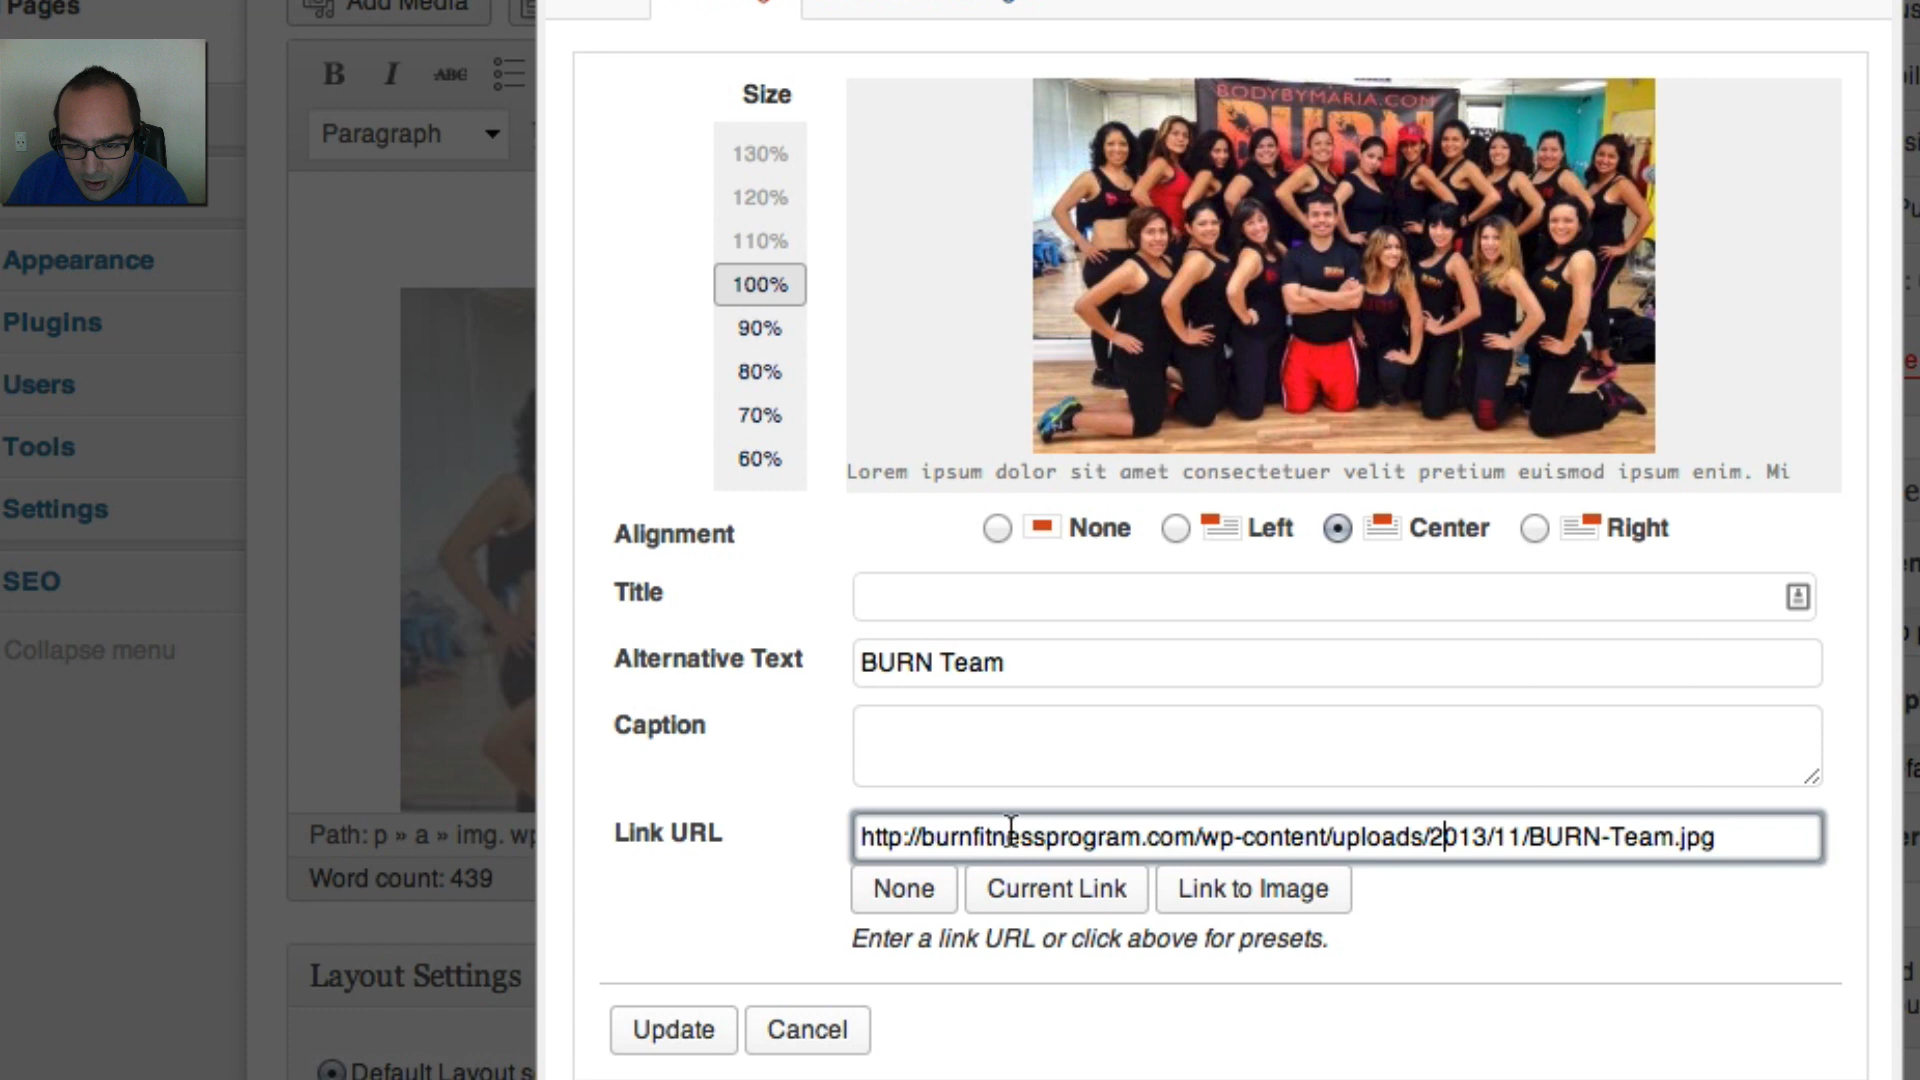 Pages
Add Media
B I ABC
Paragraph
Appearance
Plugins
Users
Tools
Settings
SEO
Collapse menu
Path: p » a » img. wp
Word count: 439
Layout Settings
Default Layout s
Size
130%
120%
110%
100%
90%
80%
70%
60%
BODYBYMARIA.COM
BURN
Lorem ipsum dolor sit amet consectetuer velit pretium euismod ipsum enim. Mi
Alignment
None Left Center Right
Title
Alternative Text BURN Team
Caption
Link URL http://burnfitnessprogram.com/wp-content/uploads/2013/11/BURN-Team.jpg
None Current Link Link to Image
Enter a link URL or click above for presets.
Update Cancel